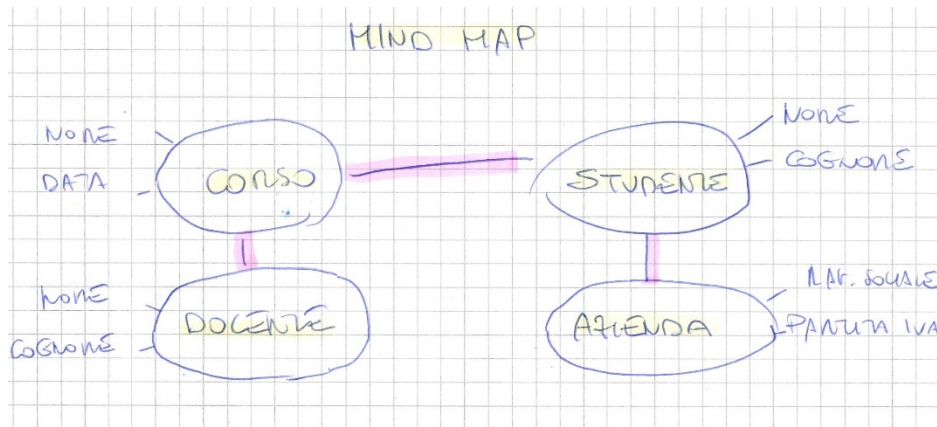 MIND MAP
NOME
DATA
CORSO
NOME
COGNOME
STUDENTE
NOME
COGNOME
DOCENTE
RAG. SOCIALE
PARTITA IVA
AZIENDA